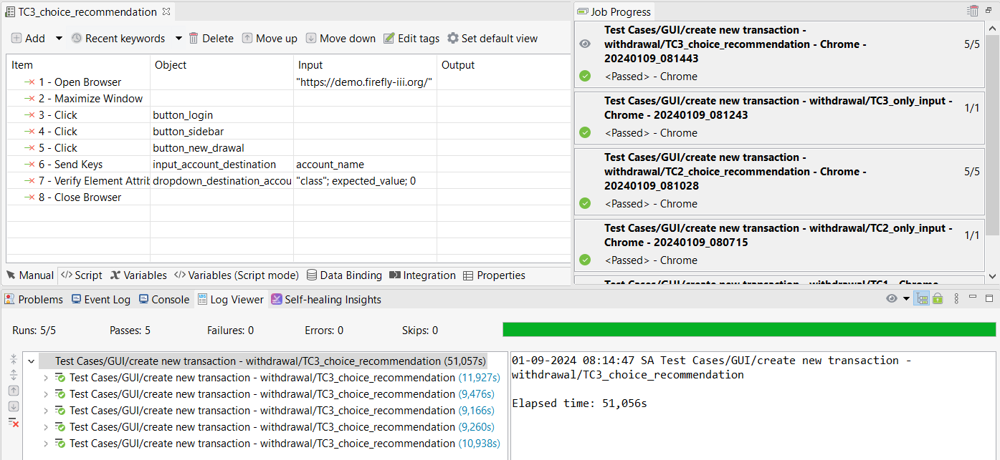 TC3_choice_recommendation
Add Recent keywords Delete Move up Move down Edit tags Set default view
Item Object Input Output
1 - Open Browser "https://demo.firefly-iii.org/"
2 - Maximize Window
3 - Click button_login
4 - Click button_sidebar
5 - Click button_new_drawal
6 - Send Keys input_account_destination account_name
7 - Verify Element Attrib dropdown_destination_accou "class"; expected_value; 0
8 - Close Browser
Manual </> Script Variables </> Variables (Script mode) Data Binding Integration Properties
Job Progress
Test Cases/GUI/create new transaction -
withdrawal/TC3_choice_recommendation - Chrome -
20240109_081443
5/5
<Passed> - Chrome
Test Cases/GUI/create new transaction - withdrawal/TC3_only_input -
Chrome - 20240109_081243
1/1
<Passed> - Chrome
Test Cases/GUI/create new transaction -
withdrawal/TC2_choice_recommendation - Chrome -
20240109_081028
5/5
<Passed> - Chrome
Test Cases/GUI/create new transaction - withdrawal/TC2_only_input -
Chrome - 20240109_080715
1/1
<Passed> - Chrome
Test Cases/GUI/create new transaction - withdrawal/TC1 - Chrome
Problems Event Log Console Log Viewer Self-healing Insights
Runs: 5/5 Passes: 5 Failures: 0 Errors: 0 Skips: 0
Test Cases/GUI/create new transaction - withdrawal/TC3_choice_recommendation (51,057s)
Test Cases/GUI/create new transaction - withdrawal/TC3_choice_recommendation (11,927s)
Test Cases/GUI/create new transaction - withdrawal/TC3_choice_recommendation (9,476s)
Test Cases/GUI/create new transaction - withdrawal/TC3_choice_recommendation (9,166s)
Test Cases/GUI/create new transaction - withdrawal/TC3_choice_recommendation (9,260s)
Test Cases/GUI/create new transaction - withdrawal/TC3_choice_recommendation (10,938s)
01-09-2024 08:14:47 SA Test Cases/GUI/create new transaction -
withdrawal/TC3_choice_recommendation
Elapsed time: 51,056s